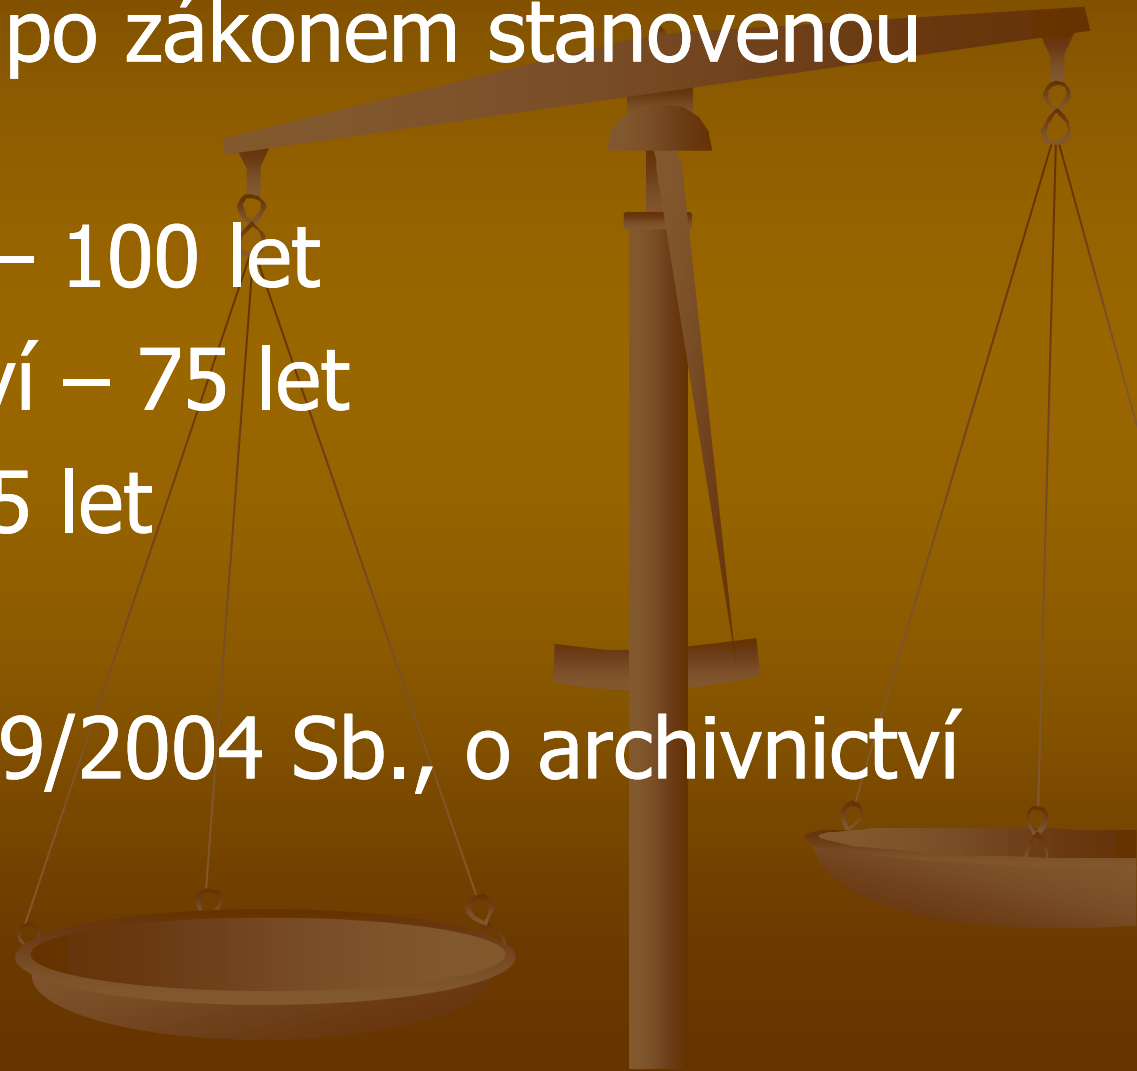 po zákonem stanovenou
– 100 let
ví – 75 let
5 let
9/2004 Sb., o archivnictví